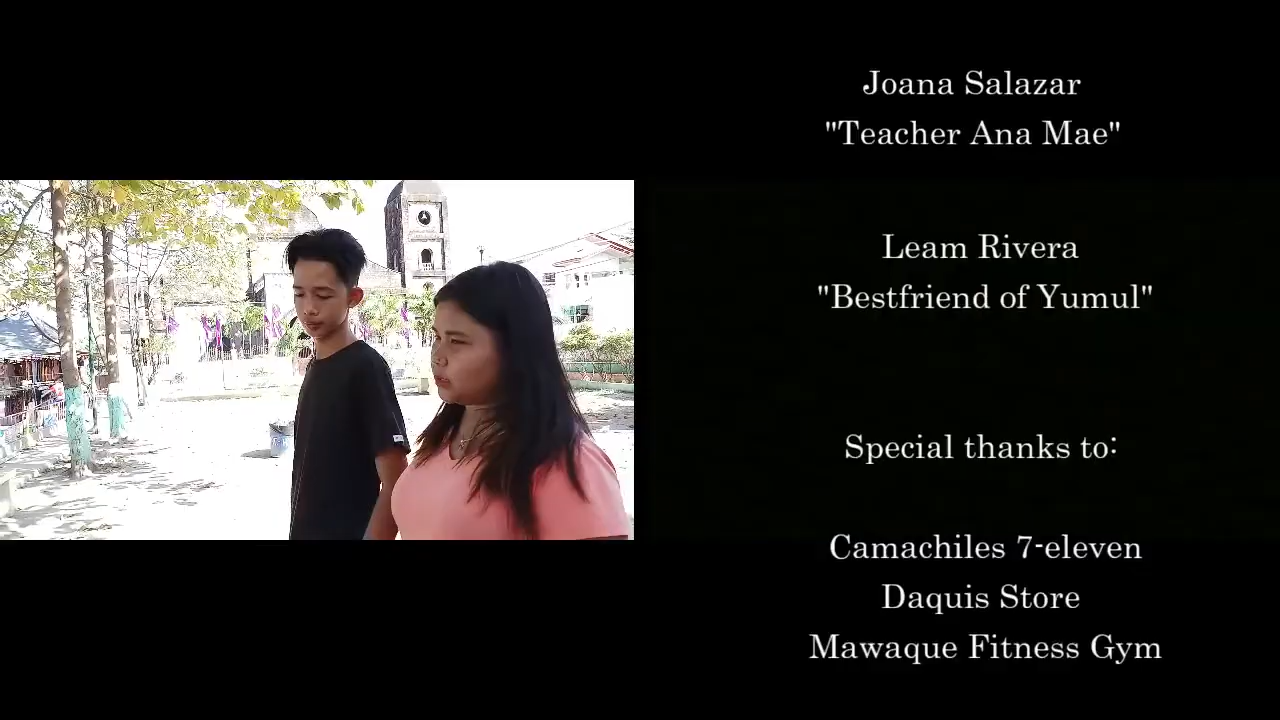 Joana Salazar
"Teacher Ana Mae"
Leam Rivera
"Bestfriend of Yumul"
Special thanks to:
Camachiles 7-eleven
Daquis Store
Mawaque Fitness Gym